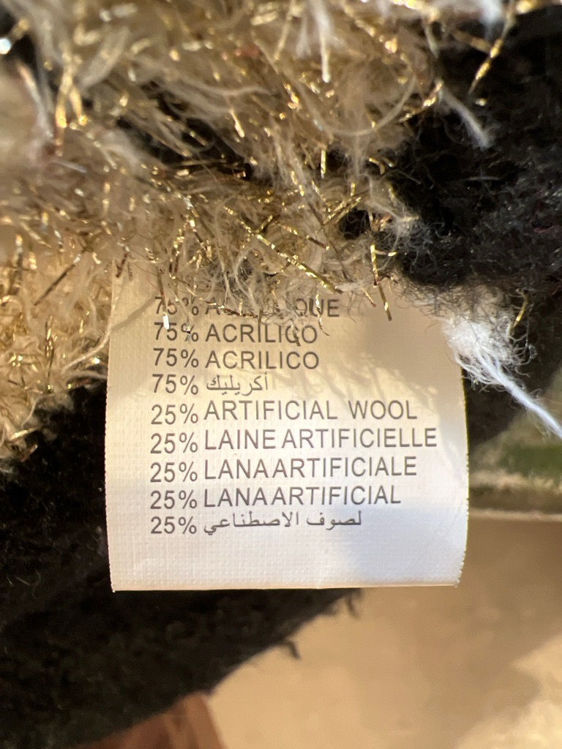 75%
75% ACRILICO
75% ACRILICO
75% أكريليك
25% ARTIFICIAL WOOL
25% LAINE ARTIFICIELLE
25% LANA ARTIFICIALE
25% LANA ARTIFICIAL
25% لصوف الاصطناعي